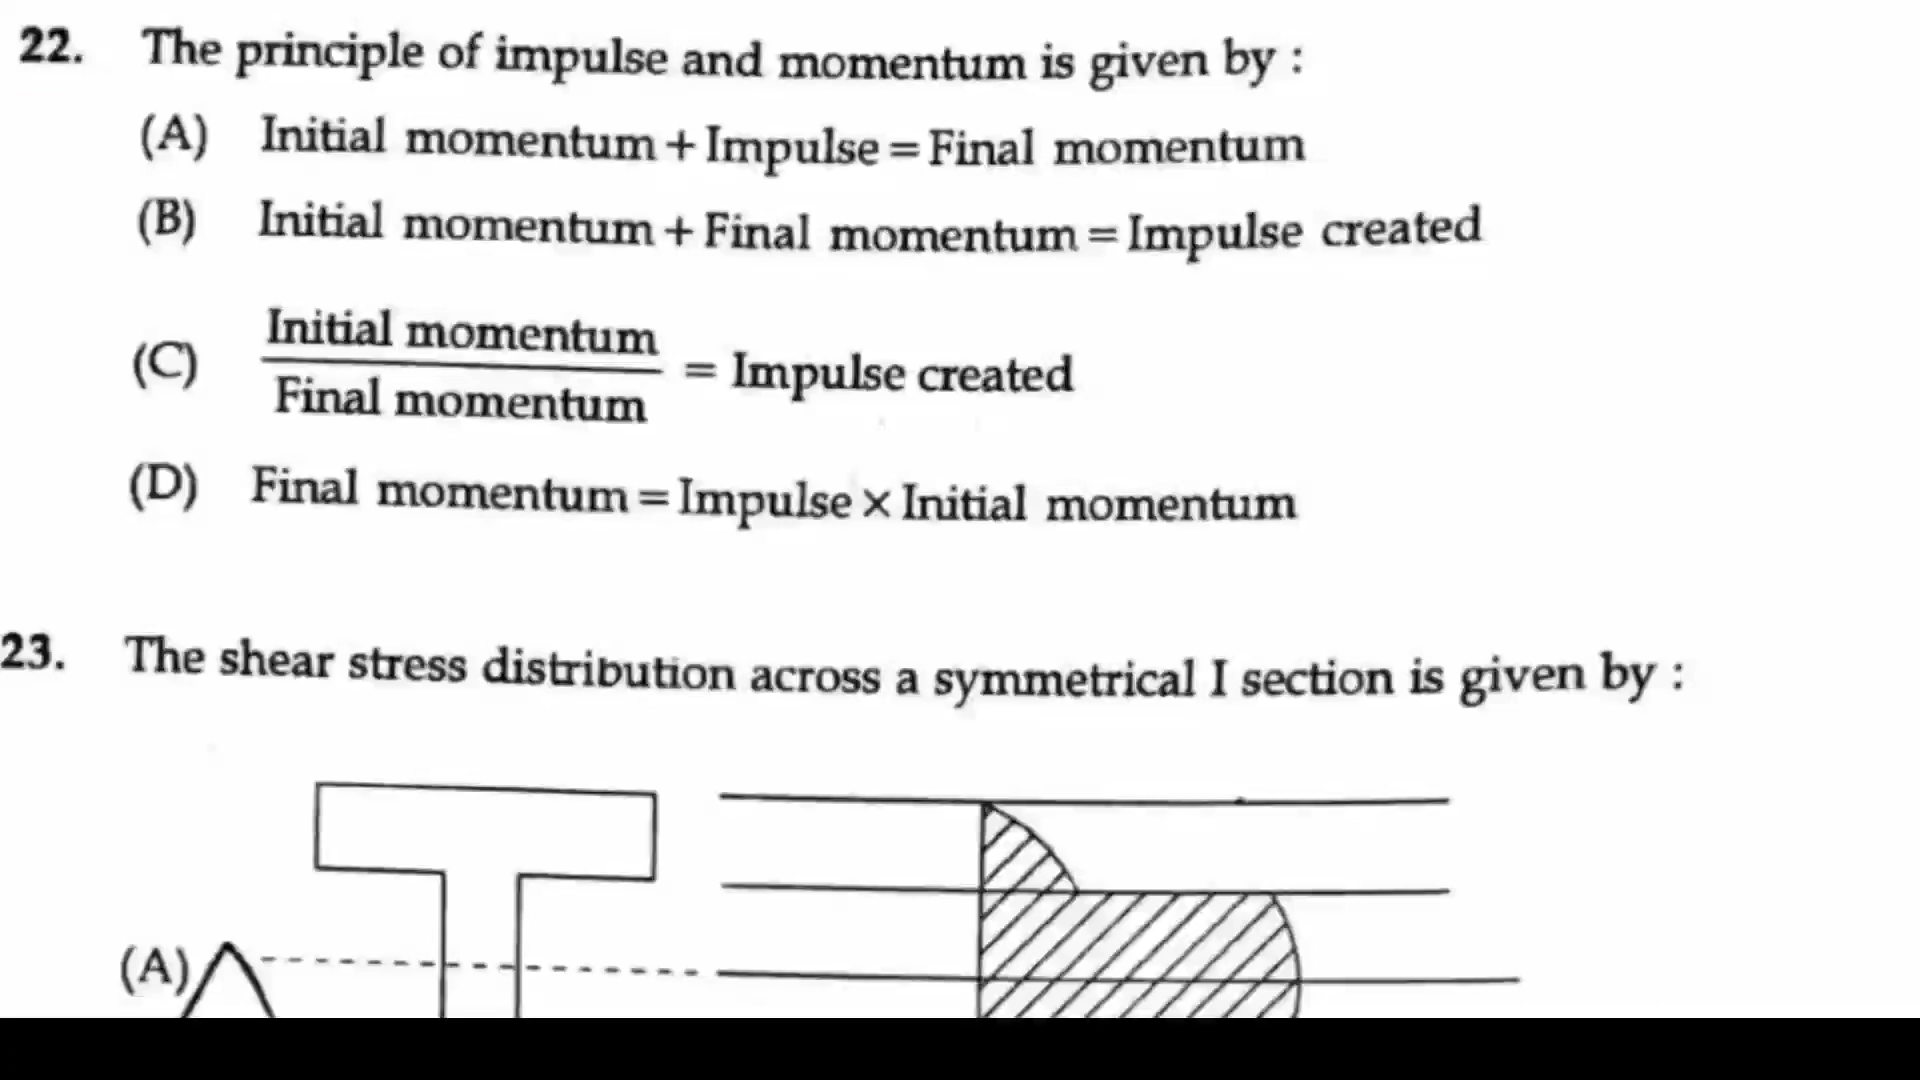 22. The principle of impulse and momentum is given by :
(A) Initial momentum + Impulse = Final momentum
(B) Initial momentum + Final momentum = Impulse created
(C) Initial momentum
Final momentum
= Impulse created
(D) Final momentum = Impulse × Initial momentum
23. The shear stress distribution across a symmetrical I section is given by :
(A)